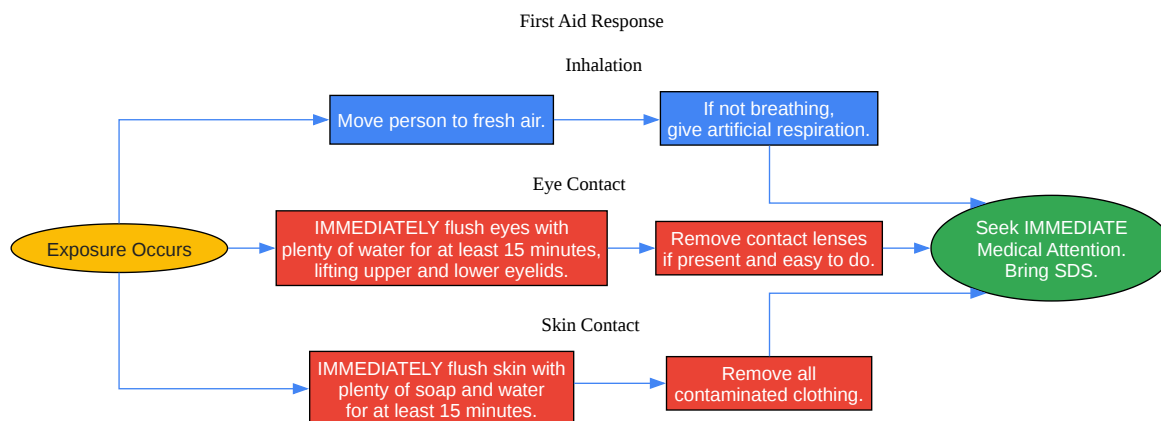 First Aid Response
Inhalation
Move person to fresh air.
If not breathing,
give artificial respiration.
Eye Contact
Exposure Occurs
IMMEDIATELY flush eyes with
plenty of water for at least 15 minutes,
lifting upper and lower eyelids.
Remove contact lenses
if present and easy to do.
Seek IMMEDIATE
Medical Attention.
Bring SDS.
Skin Contact
IMMEDIATELY flush skin with
plenty of soap and water
for at least 15 minutes.
Remove all
contaminated clothing.